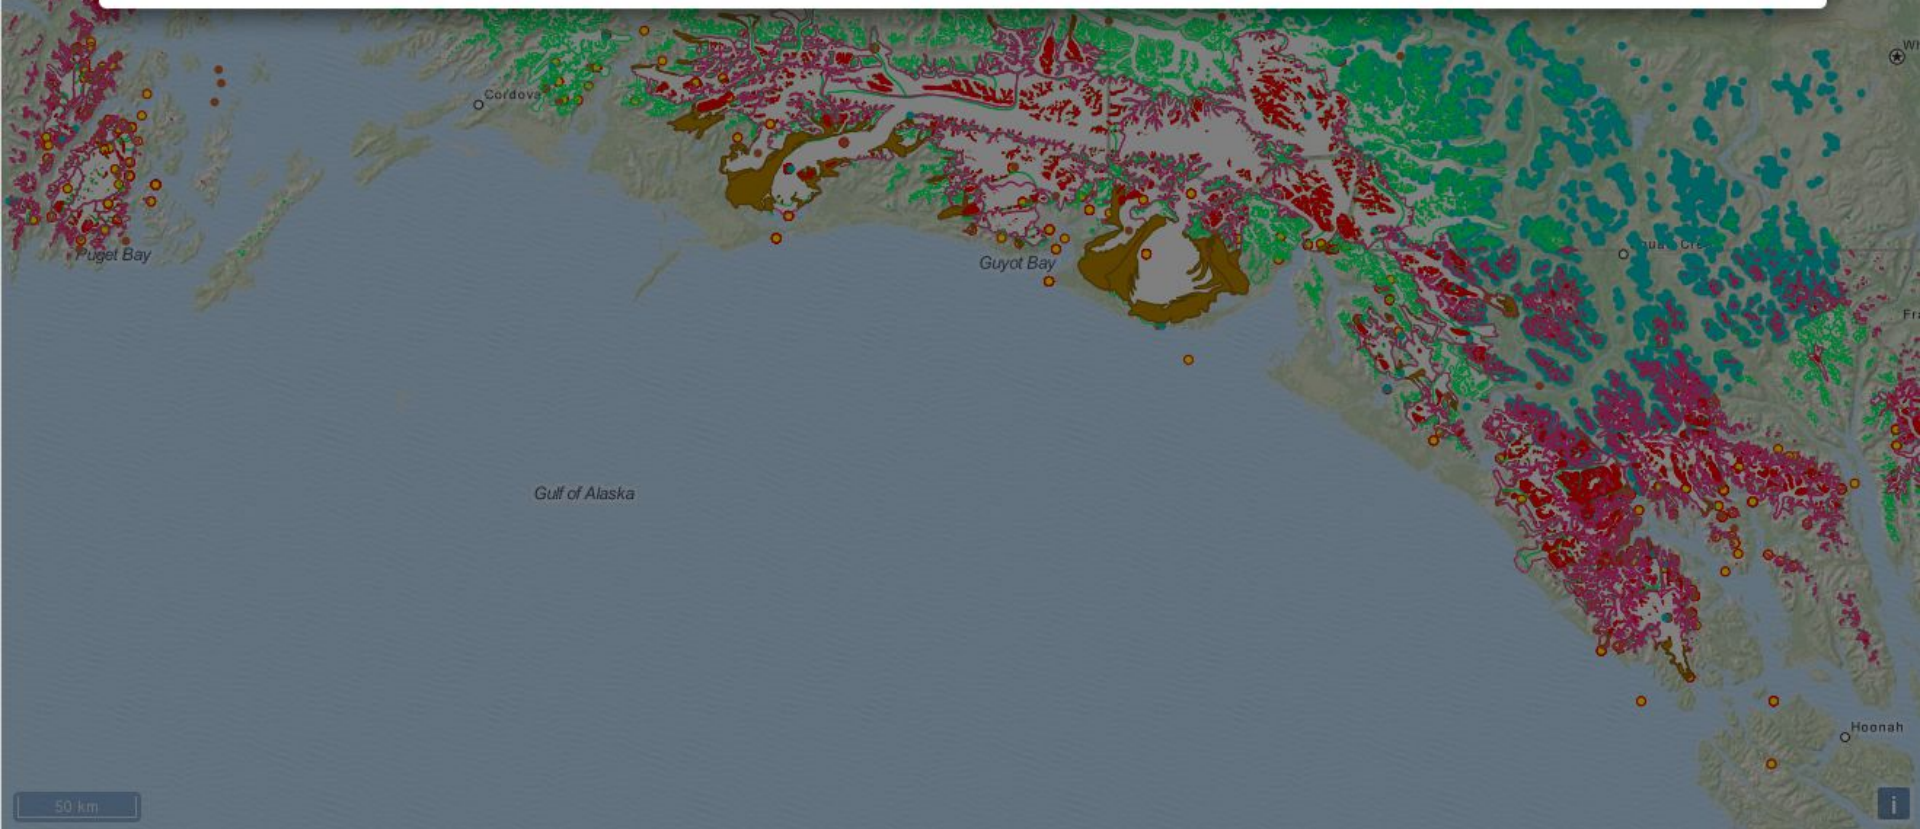 Cordova
Puget Bay
Guyot Bay
Gulf of Alaska
Hoonah
50 km
i